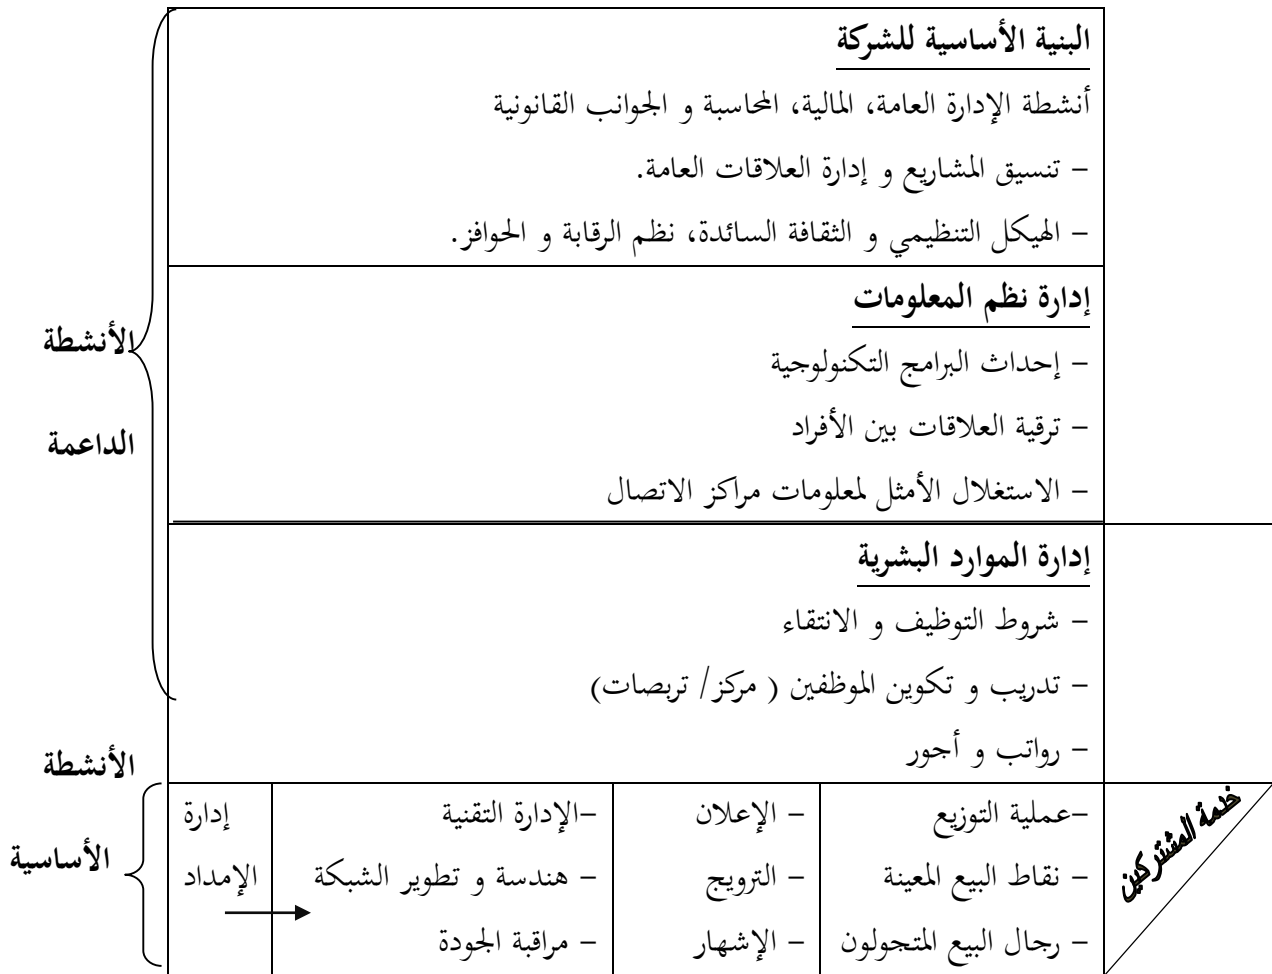 البنية الأساسية للشركة
أنشطة الإدارة العامة، المالية، المحاسبة و الجوانب القانونية
– تنسيق المشاريع و إدارة العلاقات العامة.
– الهيكل التنظيمي و الثقافة السائدة، نظم الرقابة و الحوافز.
إدارة نظم المعلومات
– إحداث البرامج التكنولوجية
– ترقية العلاقات بين الأفراد
– الاستغلال الأمثل لمعلومات مراكز الاتصال
إدارة الموارد البشرية
– شروط التوظيف و الانتقاء
– تدريب و تكوين الموظفين ( مركز/ تربصات)
– رواتب و أجور
الأنشطة
الداعمة
خدمة المشتركين
–عملية التوزيع
– نقاط البيع المعينة
– رجال البيع المتجولون
– الإعلان
– الترويج
– الإشهار
–الإدارة التقنية
– هندسة و تطوير الشبكة
– مراقبة الجودة
إدارة
الإمداد
الأنشطة
الأساسية